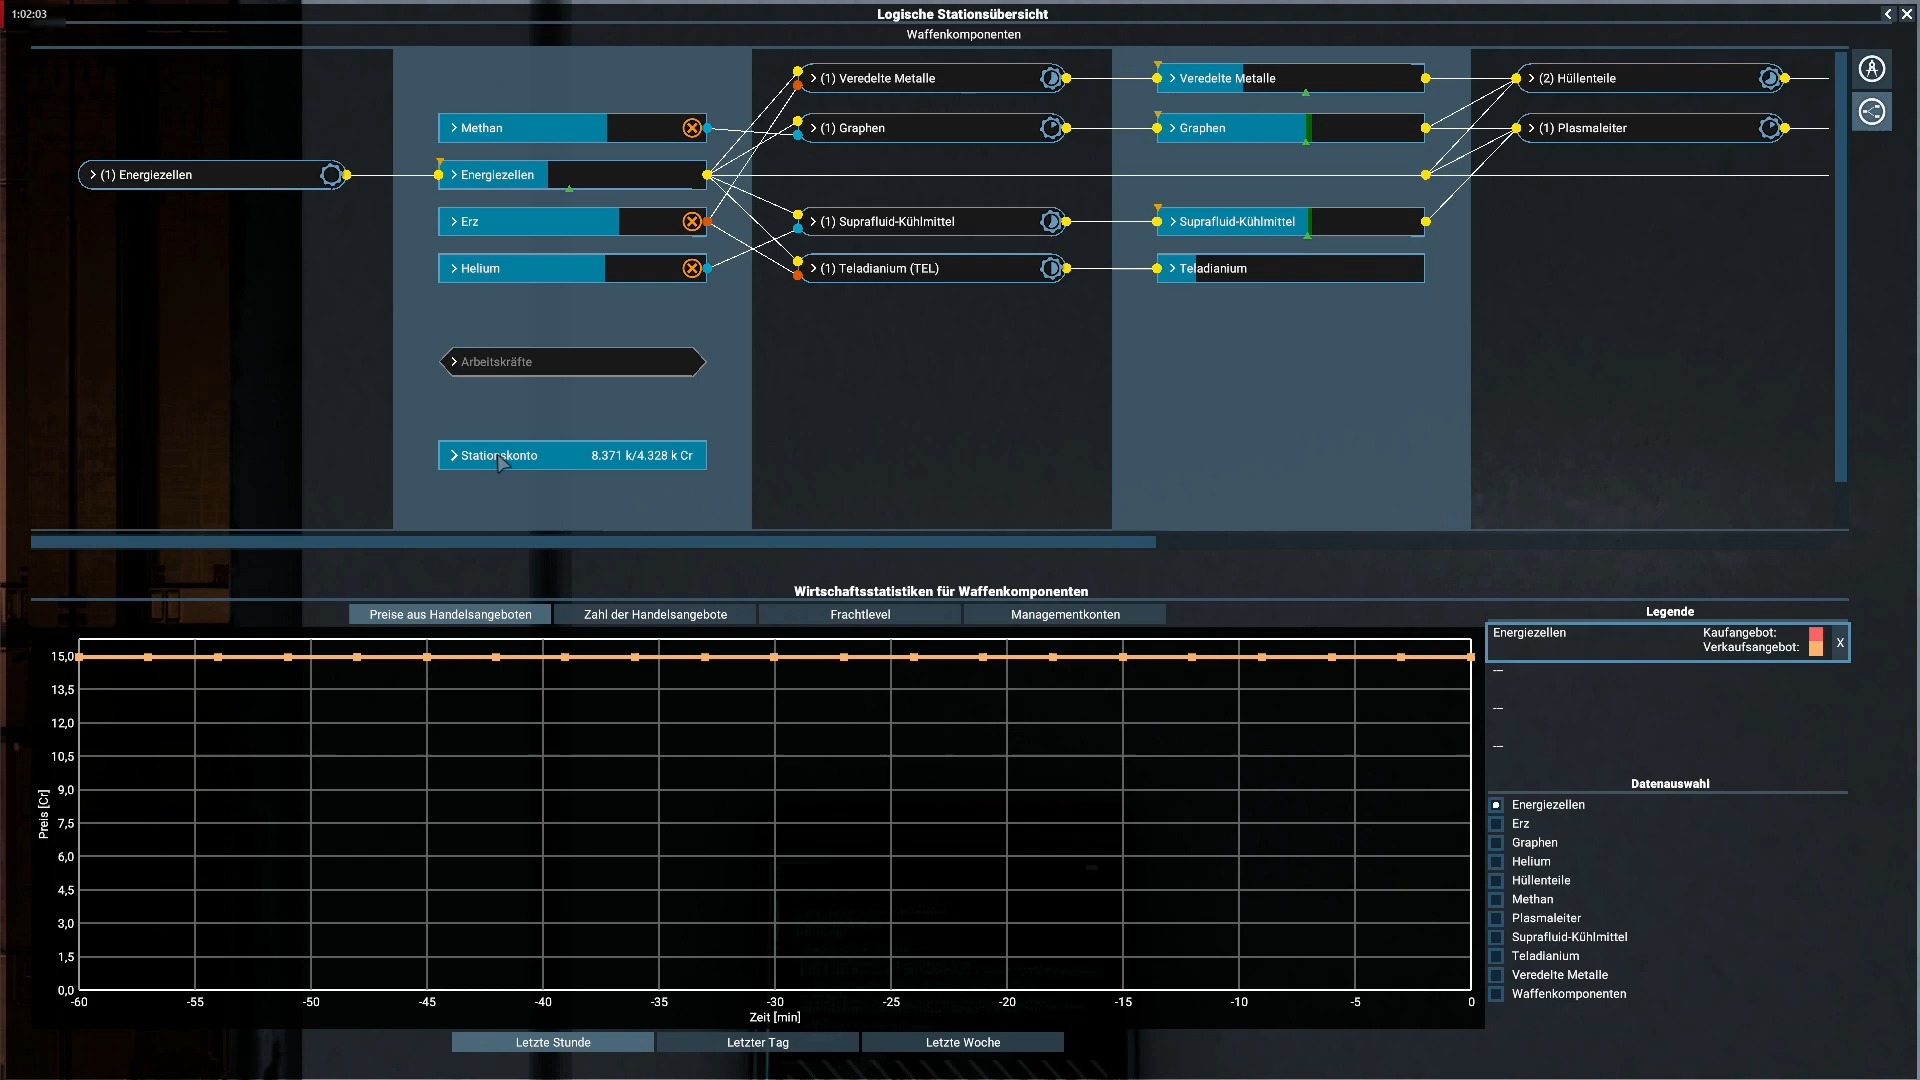 1:02:03
Logische Stationsübersicht
Waffenkomponenten
(1) Veredelte Metalle
Veredelte Metalle
(2) Hüllenteile
Methan
(1) Graphen
Graphen
(1) Plasmaleiter
(1) Energiezellen
Energiezellen
Erz
(1) Suprafluid-Kühlmittel
Suprafluid-Kühlmittel
Helium
(1) Teladianium (TEL)
Teladianium
Arbeitskräfte
Stationskonto 8.371 k/4.328 k Cr
Wirtschaftsstatistiken für Waffenkomponenten
Preise aus Handelsangeboten
Zahl der Handelsangebote
Frachtlevel
Managementkonten
Legende
Energiezellen
Kaufangebot:
Verkaufsangebot:
X
---
---
---
Preis [Cr]
15,0
13,5
12,0
10,5
9,0
7,5
6,0
4,5
3,0
1,5
0,0
-60 -55 -50 -45 -40 -35 -30 -25 -20 -15 -10 -5 0
Zeit [min]
Letzte Stunde
Letzter Tag
Letzte Woche
Datenauswahl
Energiezellen
Erz
Graphen
Helium
Hüllenteile
Methan
Plasmaleiter
Suprafluid-Kühlmittel
Teladianium
Veredelte Metalle
Waffenkomponenten